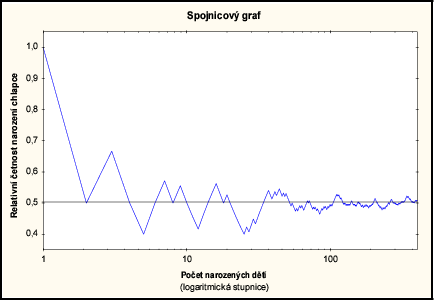 Spojnicový graf
Relativní četnost narození chlapce
1,0
0,9
0,8
0,7
0,6
0,5
0,4
1
10
100
Počet narozených dětí
(logaritmická stupnice)